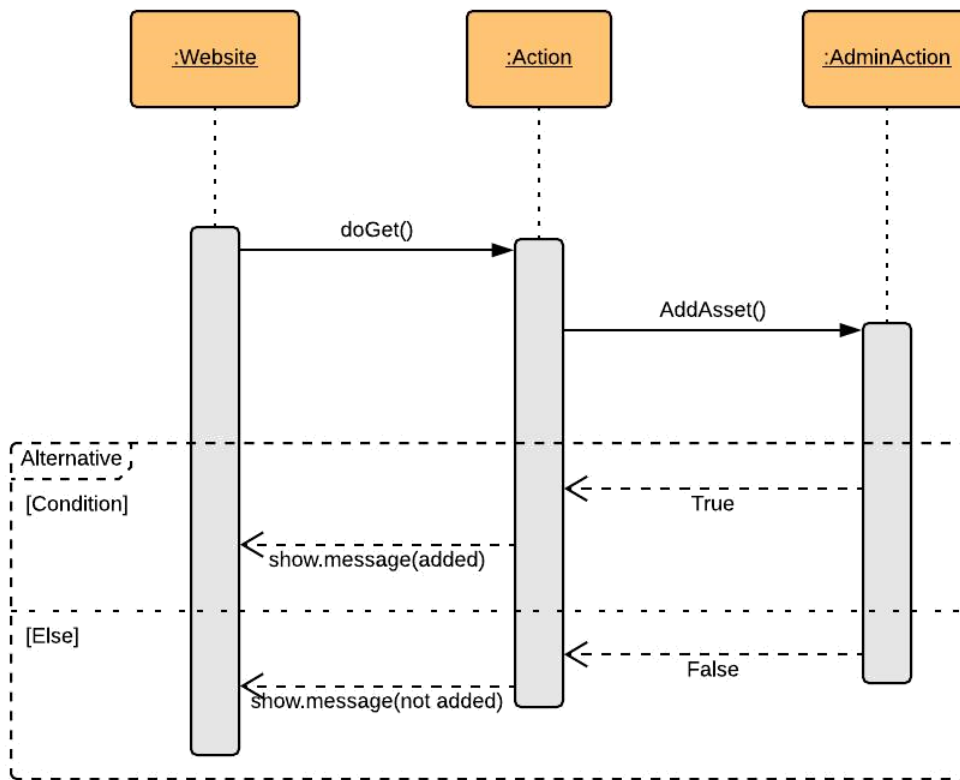 :Website
:Action
:AdminAction
doGet()
AddAsset()
Alternative
[Condition]
True
show.message(added)
[Else]
False
show.message(not added)